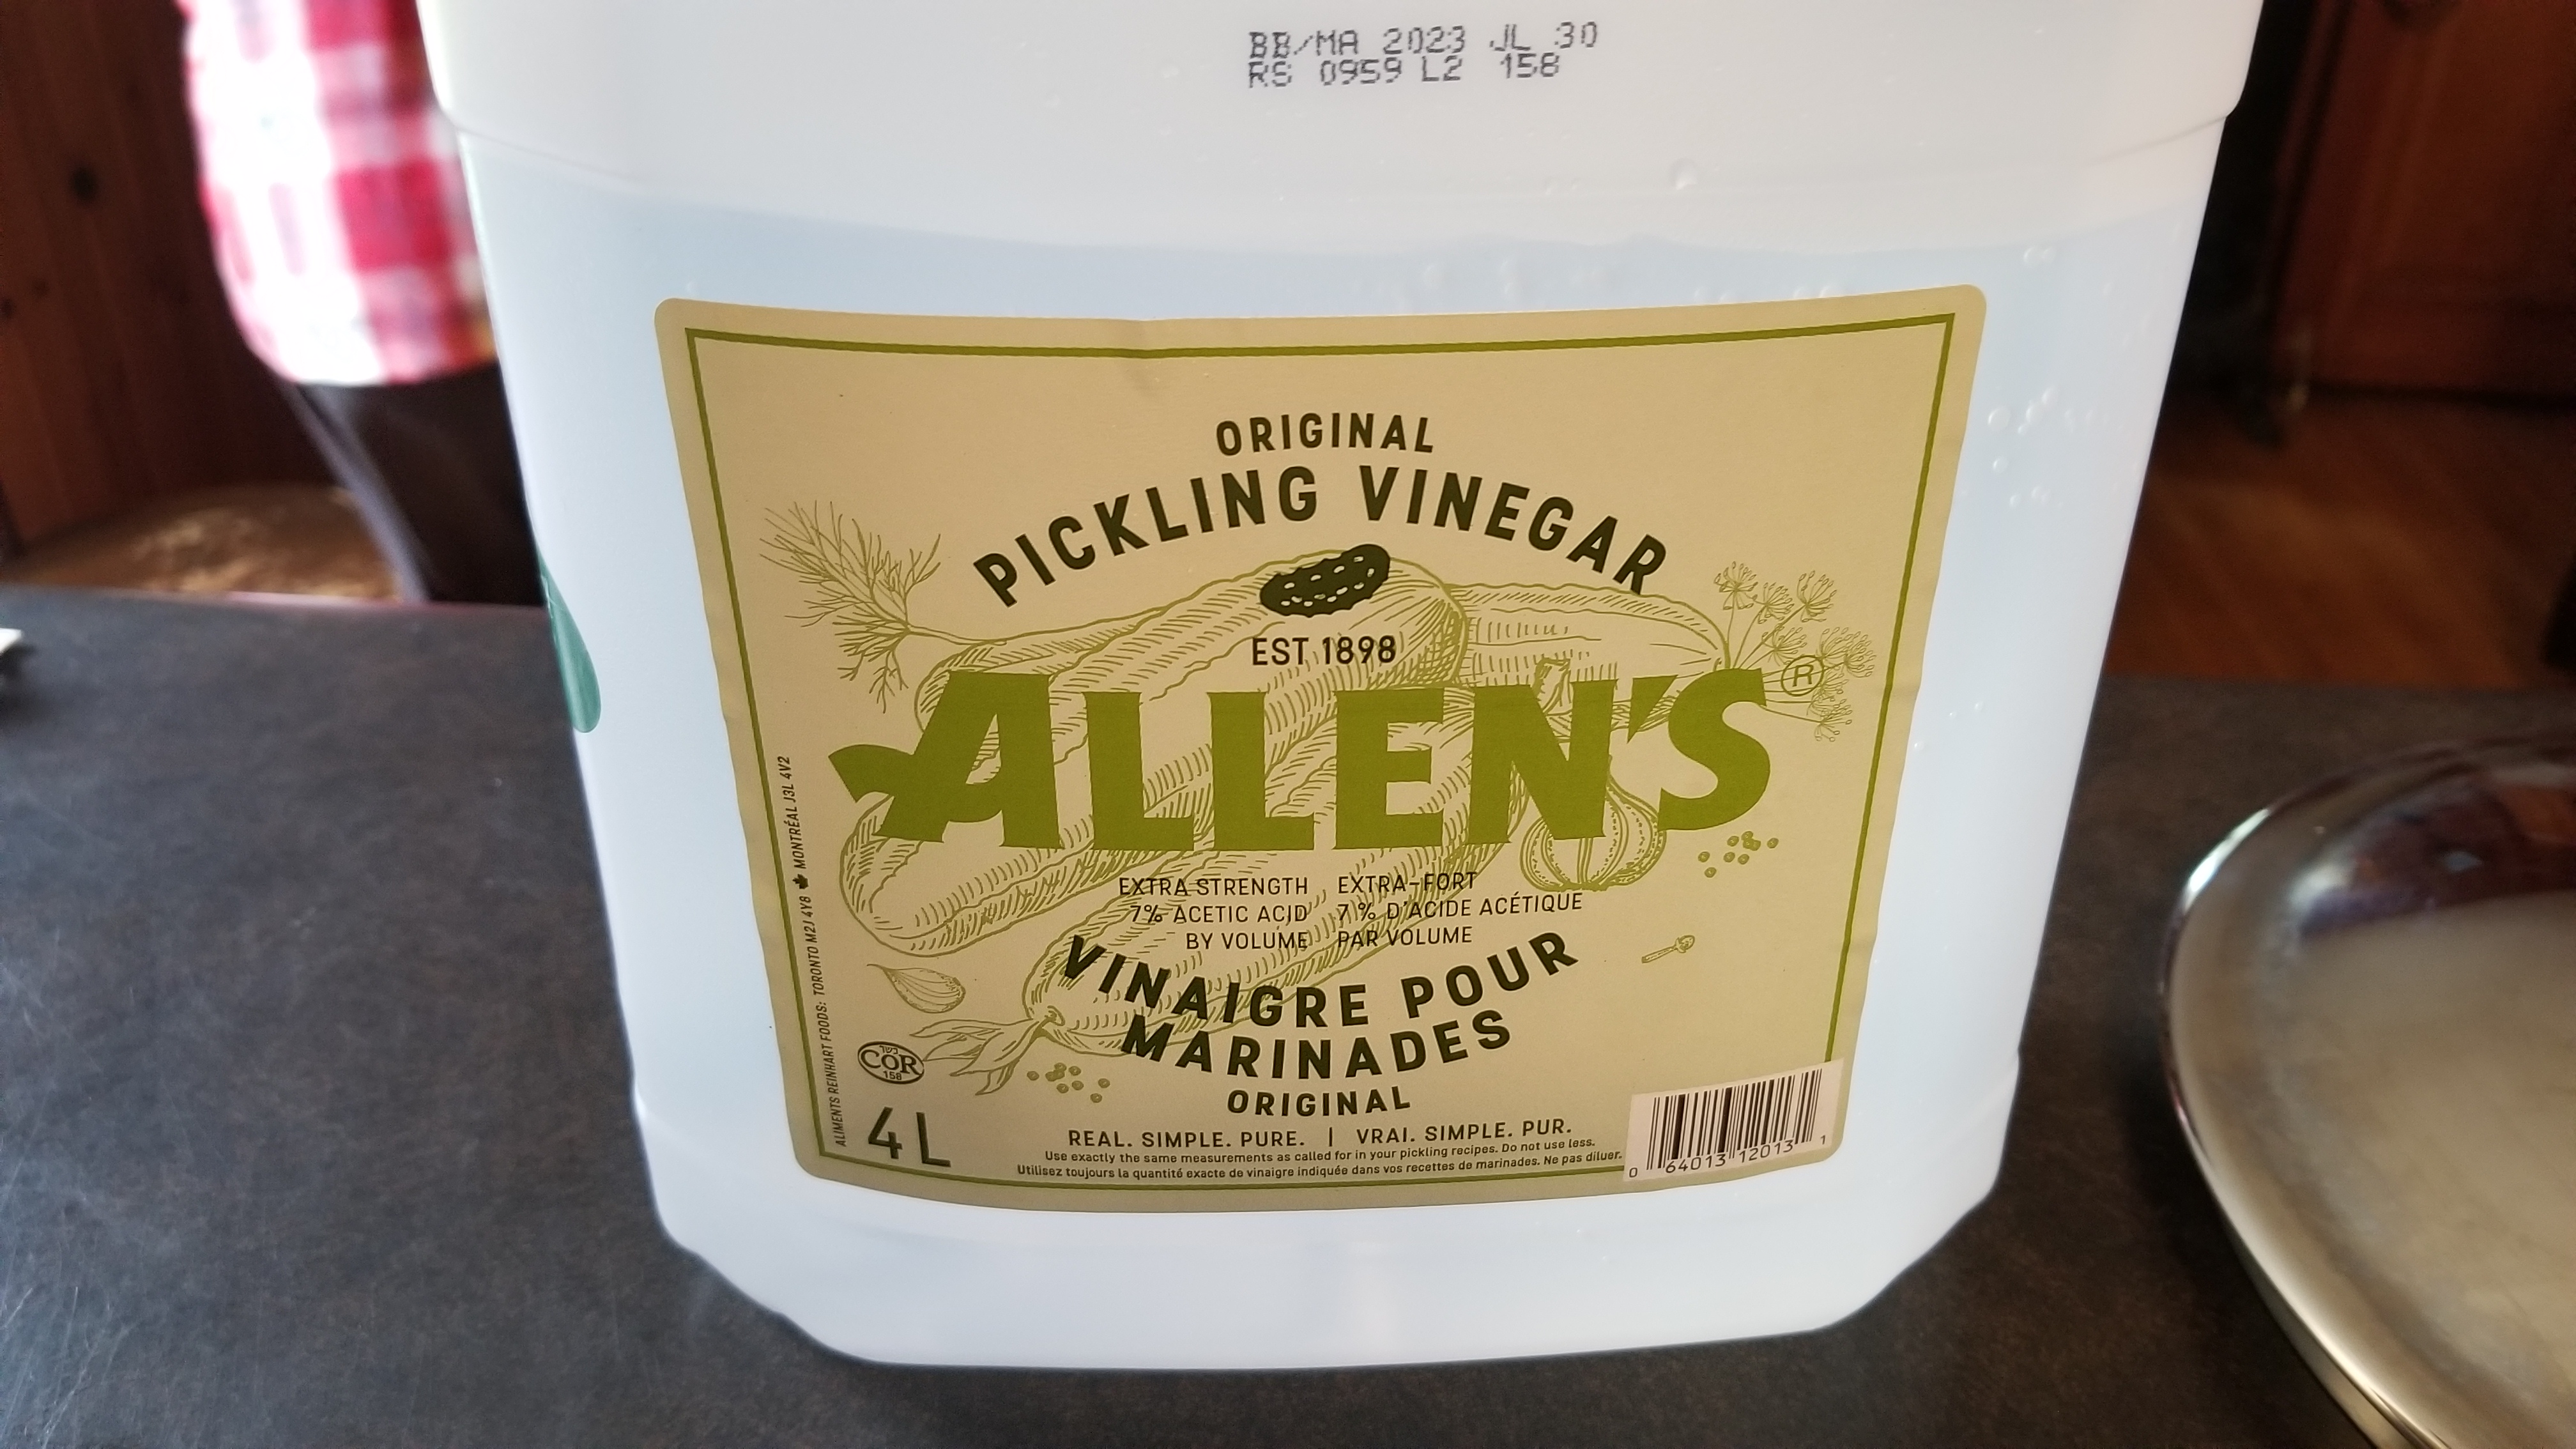 BB/MA 2023 JL 30
RS 0959 L2 158
ORIGINAL
PICKLING VINEGAR
EST 1898
ALLEN'S®
EXTRA STRENGTH
7% ACETIC ACID
BY VOLUME
EXTRA-FORT
7 % D'ACIDE ACÉTIQUE
PAR VOLUME
VINAIGRE POUR
MARINADES
ORIGINAL
REAL. SIMPLE. PURE. | VRAI. SIMPLE. PUR.
Use exactly the same measurements as called for in your pickling recipes. Do not use less.
Utilisez toujours la quantité exacte de vinaigre indiquée dans vos recettes de marinades. Ne pas diluer.
4 L
כשר
COR
158
ALIMENTS REINHART FOODS: TORONTO M2J 4Y8 MONTRÉAL J3L 4V2
0 64013 12013 1